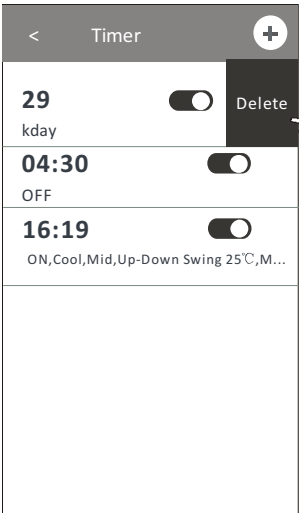 < Timer
29
Delete
kday
04:30
OFF
16:19
ON,Cool,Mid,Up-Down Swing 25℃,M...